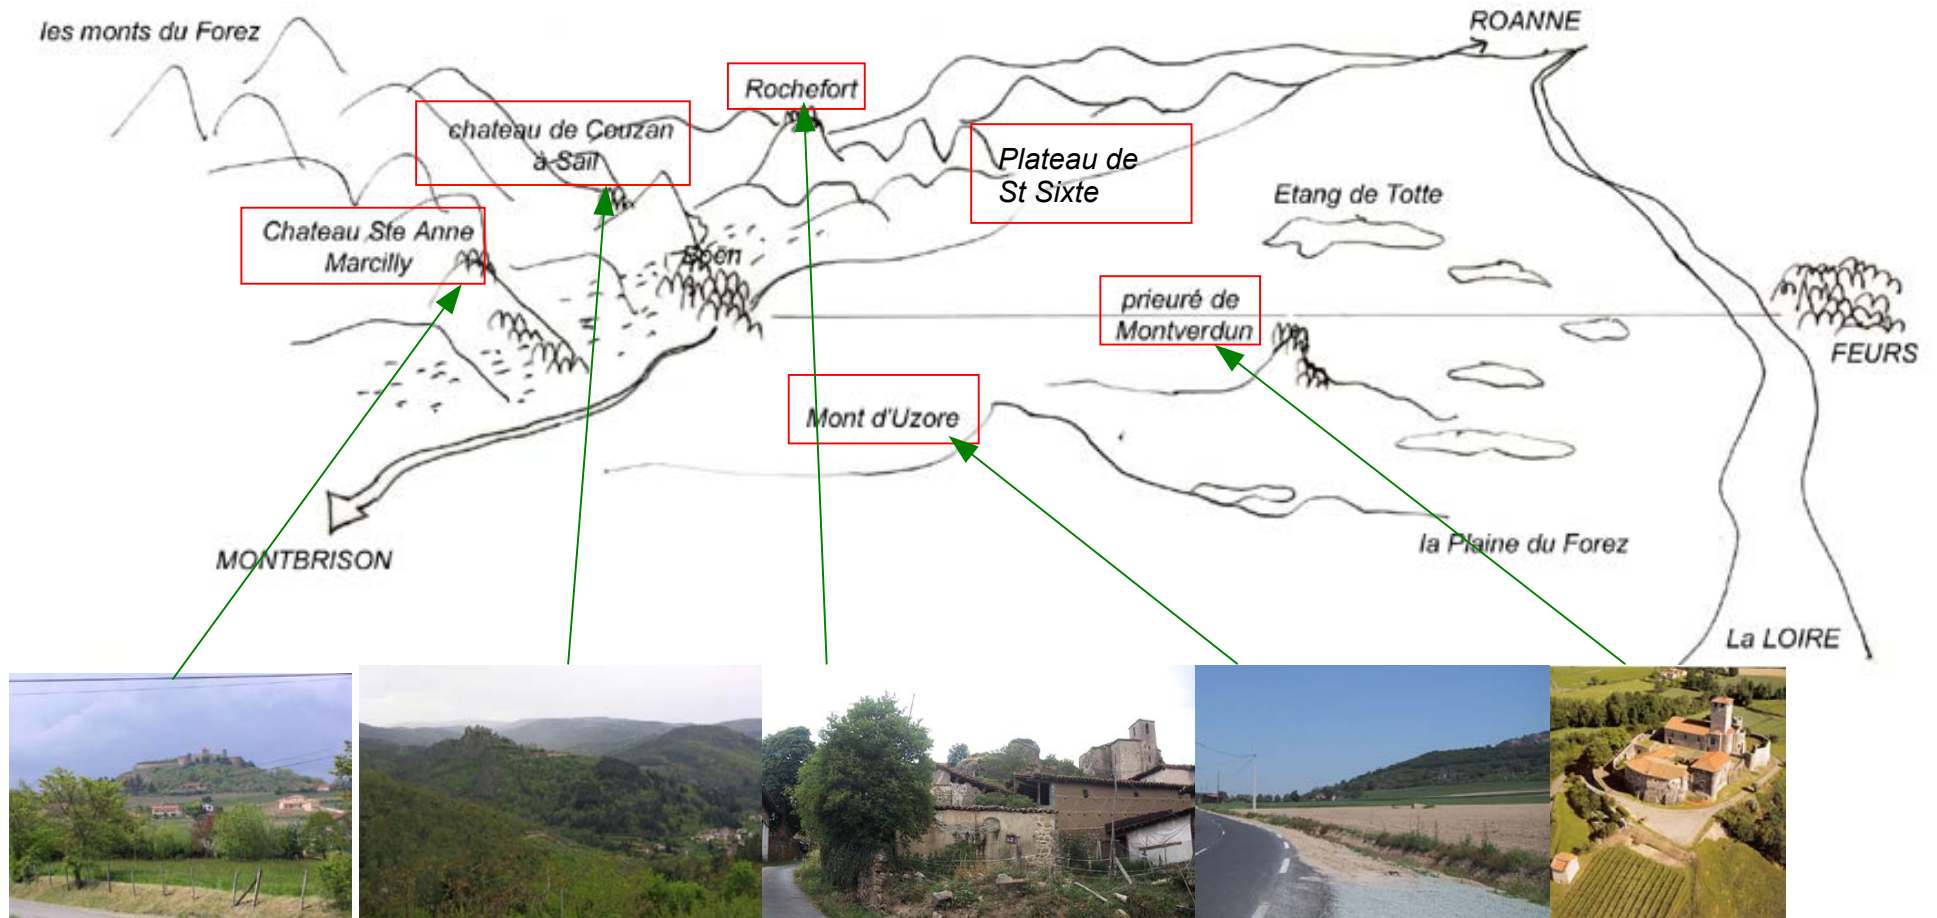 ROANNE
les monts du Forez
Rochefort
chateau de Couzan
à Sail
Plateau de
St Sixte
Etang de Totte
Chateau Ste Anne
Marcilly
Boën
prieuré de
Montverdun
FEURS
Mont d'Uzore
MONTBRISON
la Plaine du Forez
La LOIRE